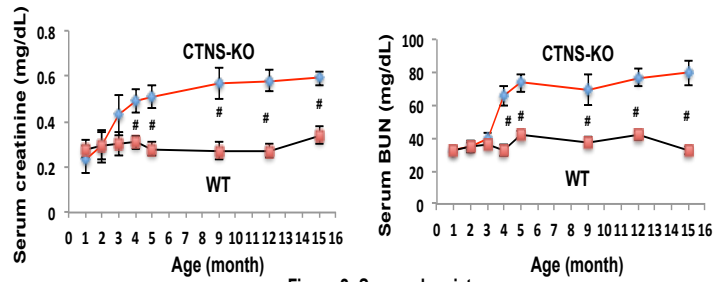 Serum creatinine (mg/dL)
0.8
0.6
0.4
0.2
0
CTNS-KO
# # # # #
WT
0 1 2 3 4 5 6 7 8 9 10 11 12 13 14 15 16
Age (month)
Serum BUN (mg/dL)
100
80
60
40
20
0
CTNS-KO
# # # # #
WT
0 1 2 3 4 5 6 7 8 9 10 11 12 13 14 15 16
Age (month)